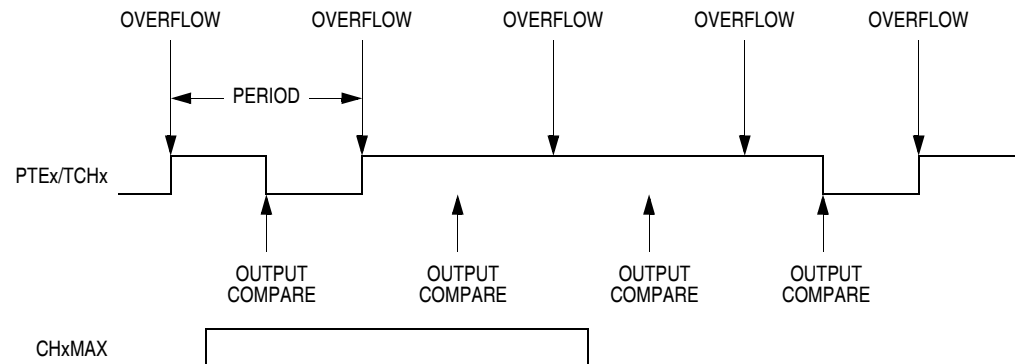 OVERFLOW OVERFLOW OVERFLOW OVERFLOW OVERFLOW
PERIOD
PTEx/TCHx
OUTPUT COMPARE
OUTPUT COMPARE
OUTPUT COMPARE
OUTPUT COMPARE
CHxMAX